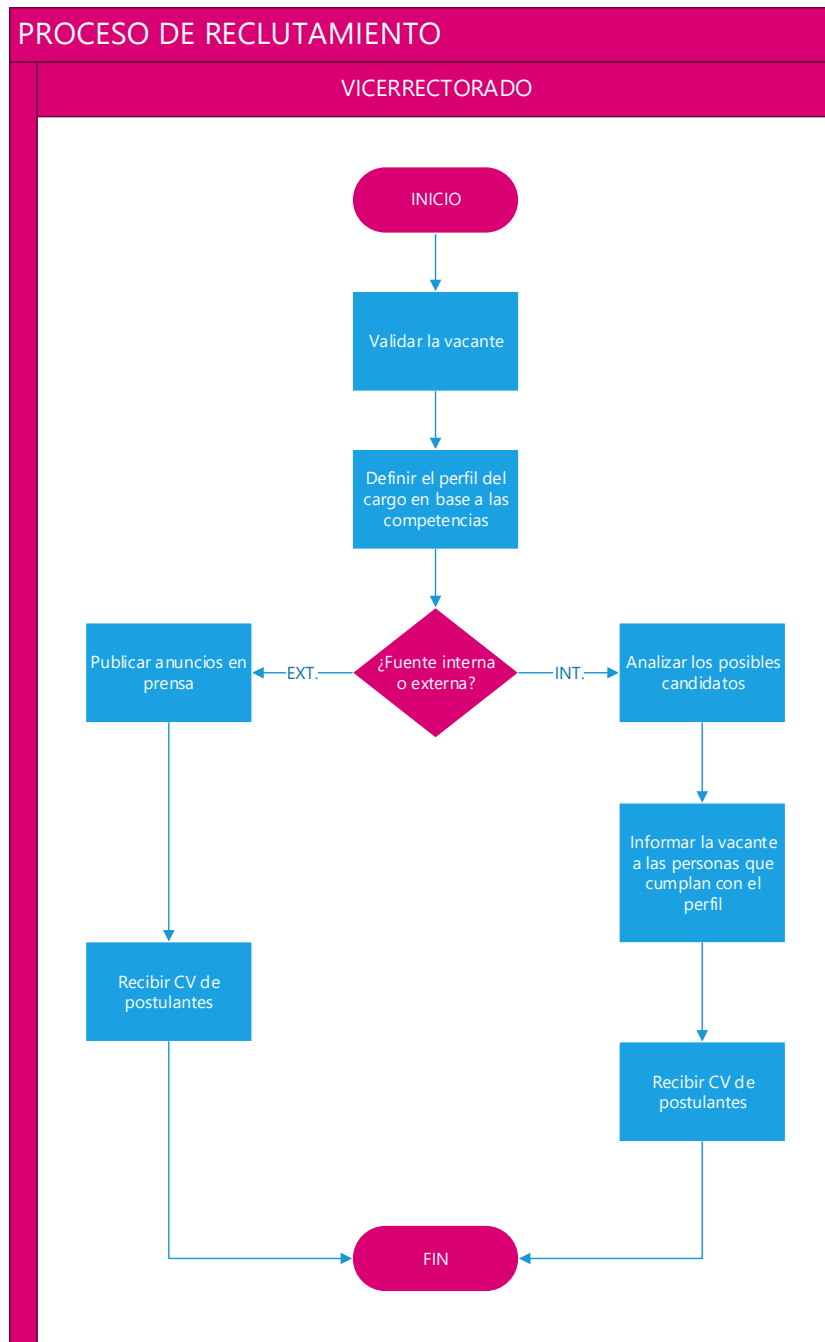 PROCESO DE RECLUTAMIENTO
VICERRECTORADO
INICIO
Validar la vacante
Definir el perfil del
cargo en base a las
competencias
¿Fuente interna
o externa?
EXT.
INT.
Publicar anuncios en
prensa
Analizar los posibles
candidatos
Informar la vacante
a las personas que
cumplan con el
perfil
Recibir CV de
postulantes
Recibir CV de
postulantes
FIN